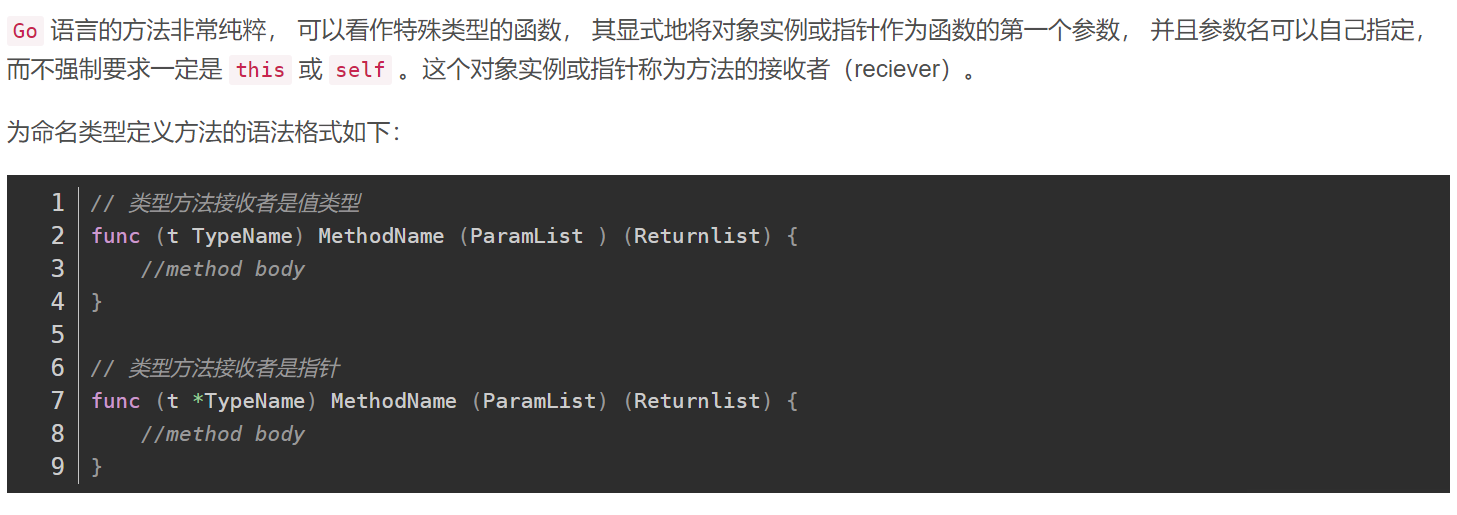 Go 语言的方法非常纯粹， 可以看作特殊类型的函数， 其显式地将对象实例或指针作为函数的第一个参数， 并且参数名可以自己指定，
而不强制要求一定是 this 或 self 。这个对象实例或指针称为方法的接收者（reciever）。
为命名类型定义方法的语法格式如下：
1 // 类型方法接收者是值类型
2 func (t TypeName) MethodName (ParamList ) (Returnlist) {
3     //method body
4 }
5
6 // 类型方法接收者是指针
7 func (t *TypeName) MethodName (ParamList) (Returnlist) {
8     //method body
9 }